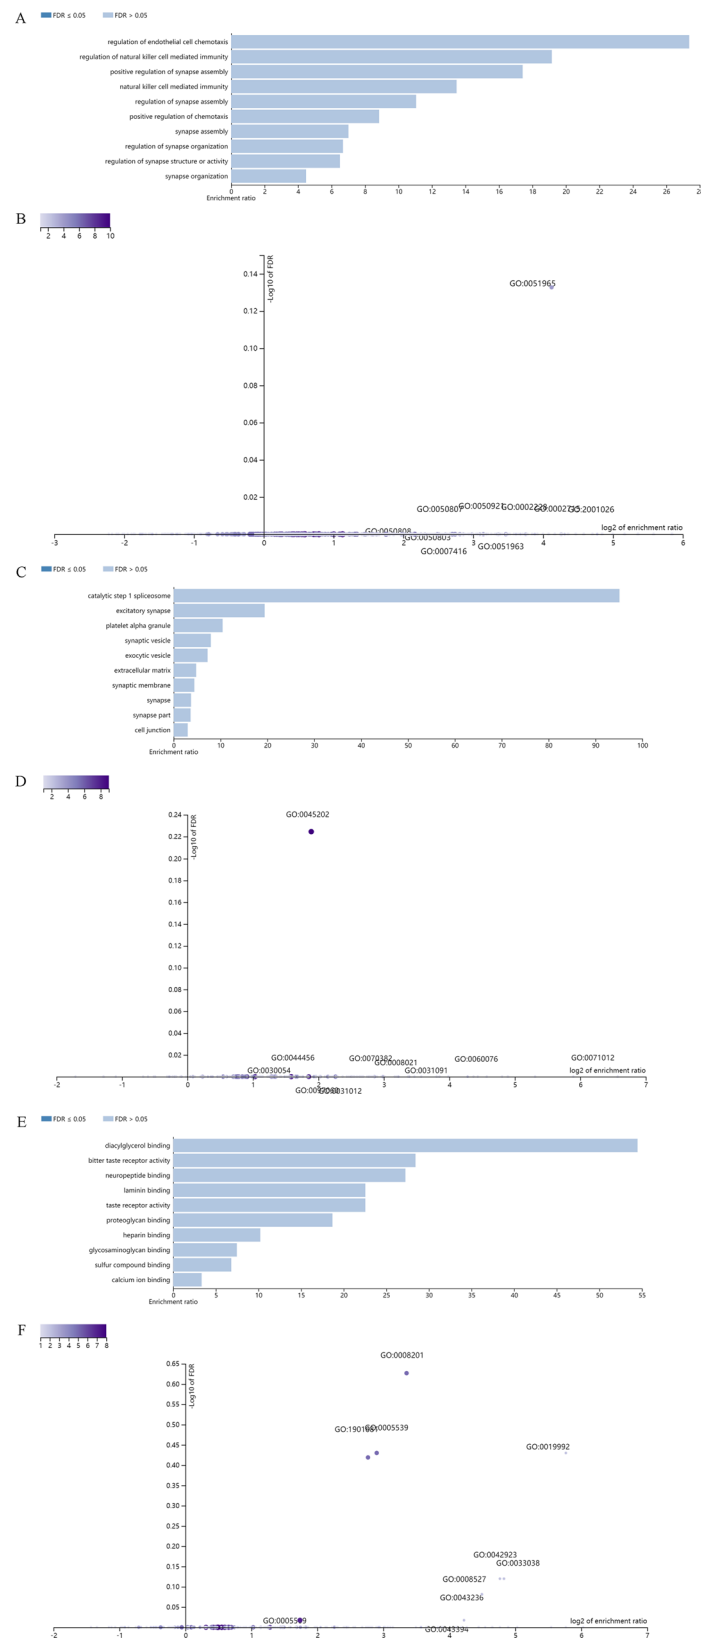 A
FDR ≤ 0.05 FDR > 0.05
regulation of endothelial cell chemotaxis
regulation of natural killer cell mediated immunity
positive regulation of synapse assembly
natural killer cell mediated immunity
regulation of synapse assembly
positive regulation of chemotaxis
synapse assembly
regulation of synapse organization
regulation of synapse structure or activity
synapse organization
0 2 4 6 8 10 12 14 16 18 20 22 24 26 28
Enrichment ratio
B
2 4 6 8 10
-Log10 of FDR
0.14
GO:0051965
0.12
0.10
0.08
0.06
0.04
0.02
GO:0050807 GO:0050921 GO:2001026
log2 of enrichment ratio
GO:0050808
GO:0050803
-3 -2 -1 0 1 2 3 4 5 6
GO:0051963
GO:0007416
C
FDR ≤ 0.05 FDR > 0.05
catalytic step 1 spliceosome
excitatory synapse
platelet alpha granule
synaptic vesicle
exocytic vesicle
extracellular matrix
synaptic membrane
synapse
synapse part
cell junction
0 10 20 30 40 50 60 70 80 90 100
Enrichment ratio
D
2 4 6 8
-Log10 of FDR
0.24
GO:0045202
0.22
0.20
0.18
0.16
0.14
0.12
0.10
0.08
0.06
0.04
0.02
GO:0044456 GO:0070382 GO:0008021 GO:0060076 GO:0071012
GO:0030054 GO:0031091 log2 of enrichment ratio
-2 -1 0 1 2 3 4 5 6 7
GO:0031012
E
FDR ≤ 0.05 FDR > 0.05
diacylglycerol binding
bitter taste receptor activity
neuropeptide binding
laminin binding
taste receptor activity
proteoglycan binding
heparin binding
glycosaminoglycan binding
sulfur compound binding
calcium ion binding
0 5 10 15 20 25 30 35 40 45 50 55
Enrichment ratio
F
1 2 3 4 5 6 7 8
-Log10 of FDR
GO:0008201
0.65
0.60
0.55
0.50
GO:0005539
0.45
GO:0019992
0.40
0.35
0.30
0.25
0.20
GO:0042923
0.15
GO:0033038
0.10
GO:0008527
GO:0043236
0.05
log2 of enrichment ratio
GO:0043394
-2 -1 0 1 2 3 4 5 6 7